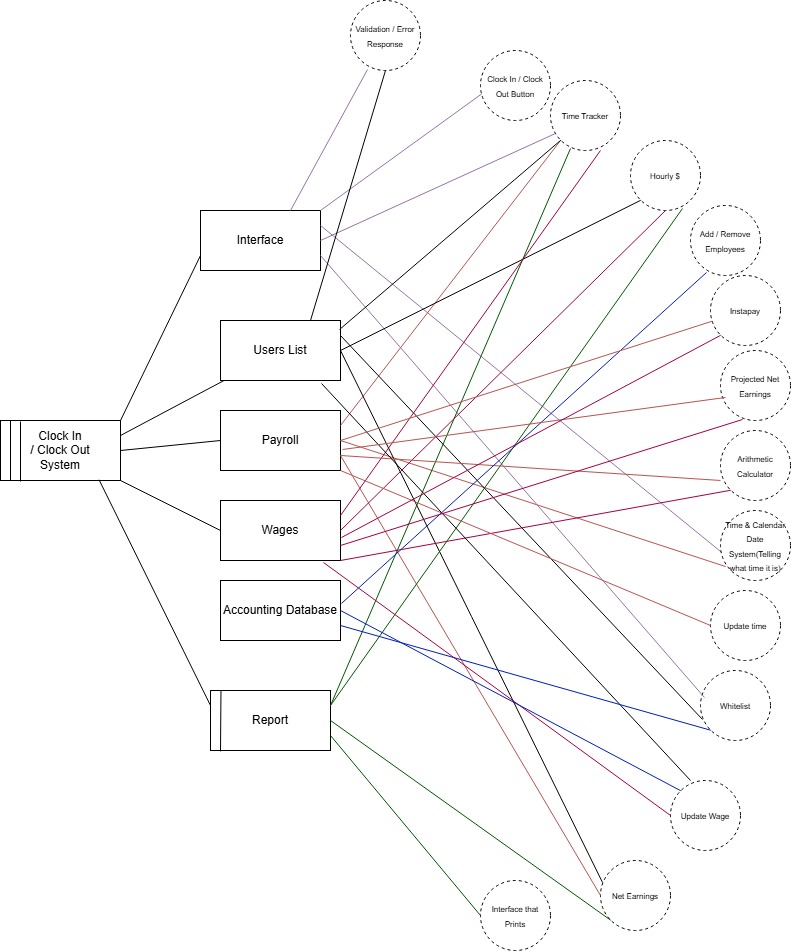 Validation / Error
Response
Clock In / Clock
Out Button
Time Tracker
Hourly $
Add / Remove
Employees
Interface
Instapay
Users List
Projected Net
Earnings
Clock In
/ Clock Out
System
Payroll
Arithmetic
Calculator
Wages
Time & Calendar
Date
System(Telling
what time it is)
Accounting Database
Update time
Report
Whitelist
Update Wage
Net Earnings
Interface that
Prints